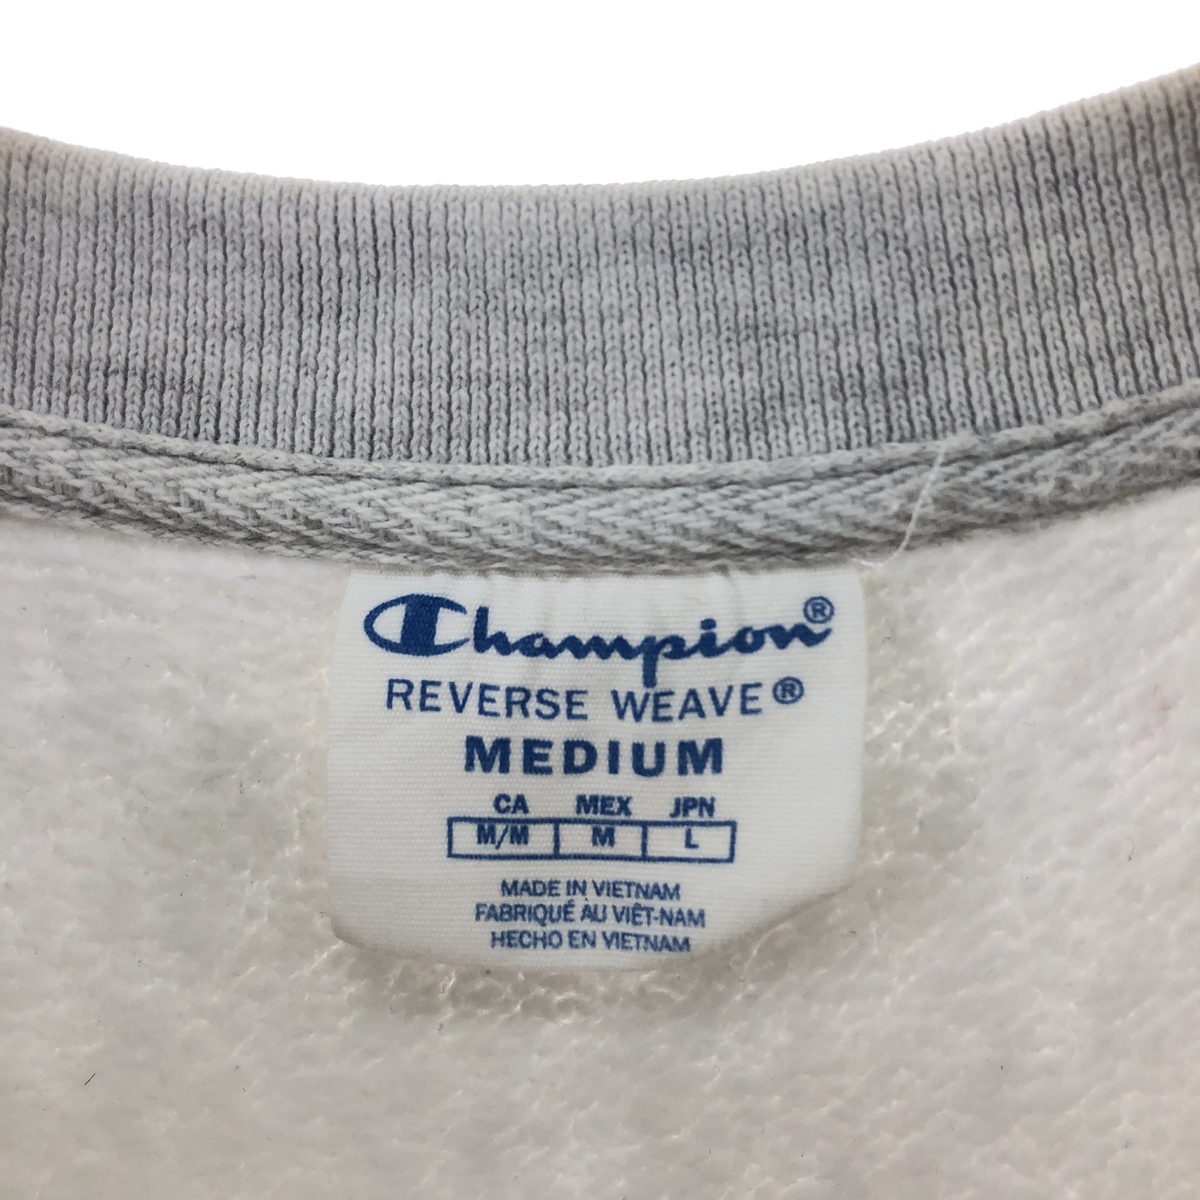 Champion®
REVERSE WEAVE®
MEDIUM
CA MEX JPN
M/M M L
MADE IN VIETNAM
FABRIQUÉ AU VIÊT-NAM
HECHO EN VIETNAM